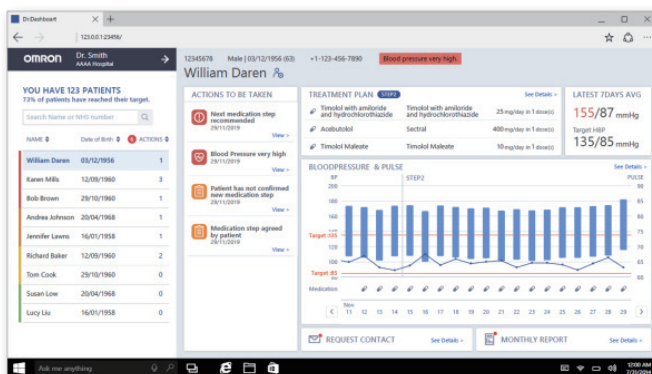 Dr.Dashboart
123.0.0.1:23456/
OMRON
Dr. Smith
AAAA Hospital
12345678 Male | 03/12/1956 (63) +1-123-456-7890 Blood pressure very high.
William Daren
YOU HAVE 123 PATIENTS
73% of patients have reached their target.
Search Name or NHS number
NAME Date of Birth ACTIONS
William Daren 03/12/1956 1
Karen Mills 12/09/1960 3
Bob Brown 29/10/1960 1
Andrea Johnson 20/04/1968 1
Jennifer Lawns 16/01/1958 1
Richard Baker 12/09/1960 2
Tom Cook 29/10/1960 0
Susan Low 20/04/1968 0
Lucy Liu 16/01/1958 0
ACTIONS TO BE TAKEN
Next medication step
recommended
29/11/2019
View >
Blood Pressure very high
29/11/2019
View >
Patient has not confirmed
new medication step
29/11/2019
View >
Medication step agreed
by patient
29/11/2019
View >
TREATMENT PLAN STEP2 See Details >
Timolol with amiloride
and hydrochlorothiazide
Timolol with amiloride
and hydrochlorothiazide
25 mg/day in 1 dose(s)
Acebutolol Sectral 400 mg/day in 1 dose(s)
Timolol Maleate Timolol Maleate 10 mg/day in 1 dose(s)
LATEST 7DAYS AVG
155/87 mmHg
Target HBP
135/85 mmHg
BLOODPRESSURE & PULSE See Details >
BP STEP2 PULSE
200 90
180 85
160 80
Target:135
120 70
100 65
Target:85
60
Medication
Nov
11 12 13 14 15 16 17 18 19 20 21 22 23 24 25 26 27 28 29
REQUEST CONTACT See Details >
MONTHLY REPORT See Details >
Ask me anything
12:00 AM